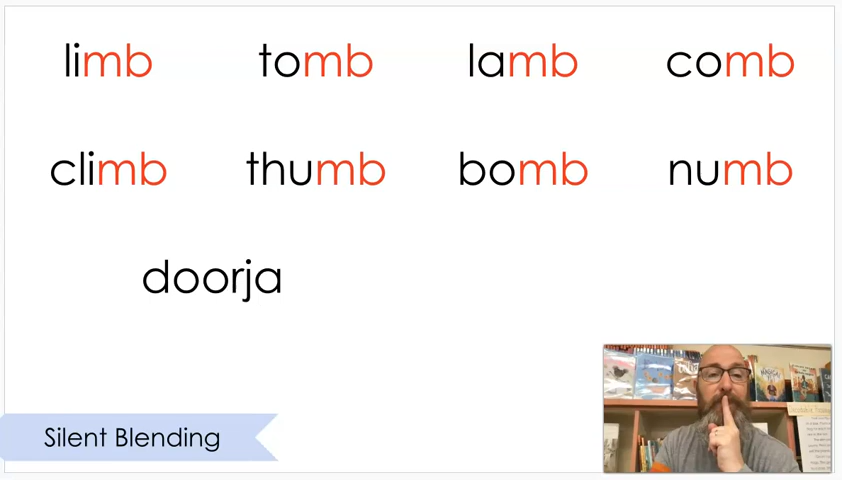 limb tomb lamb comb
climb thumb bomb numb
doorja
Silent Blending